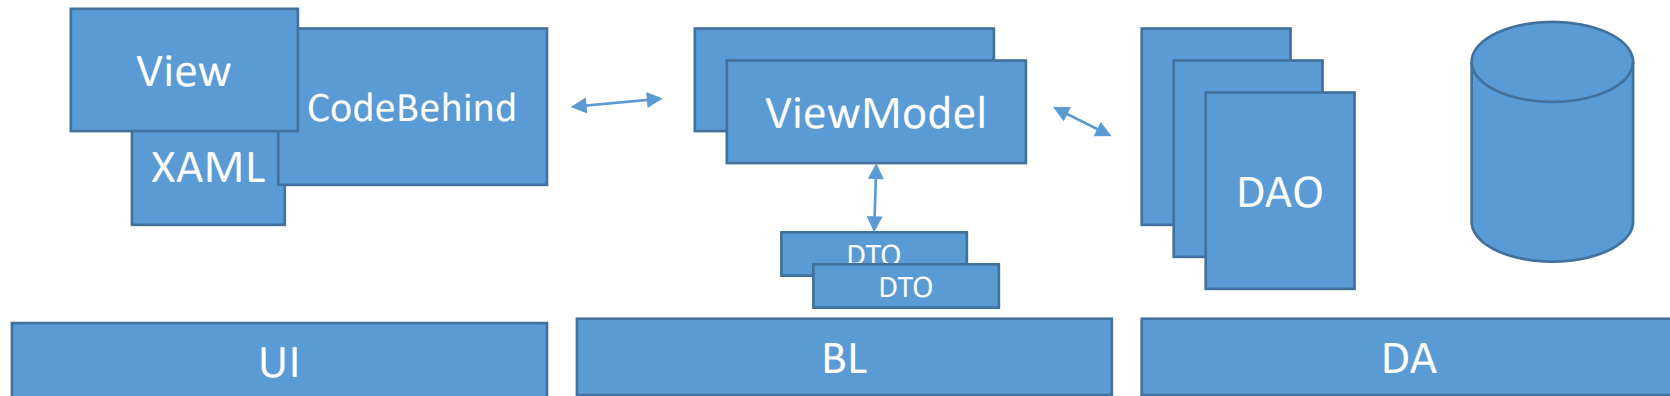 View
CodeBehind
XAML
ViewModel
DAO
DTO
DTO
UI
BL
DA